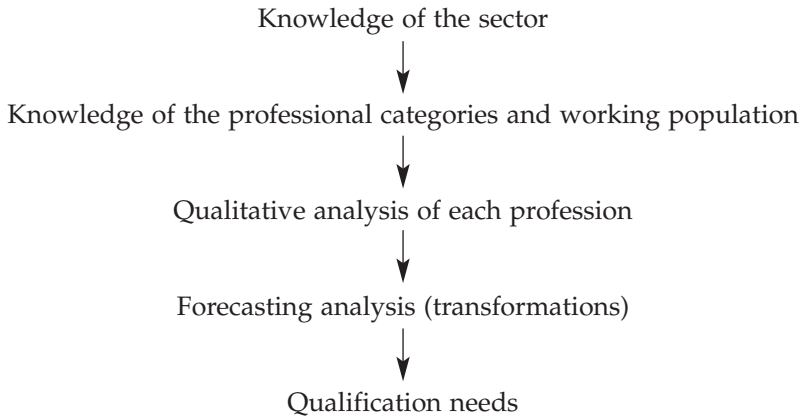 Knowledge of the sector
Knowledge of the professional categories and working population
Qualitative analysis of each profession
Forecasting analysis (transformations)
Qualification needs